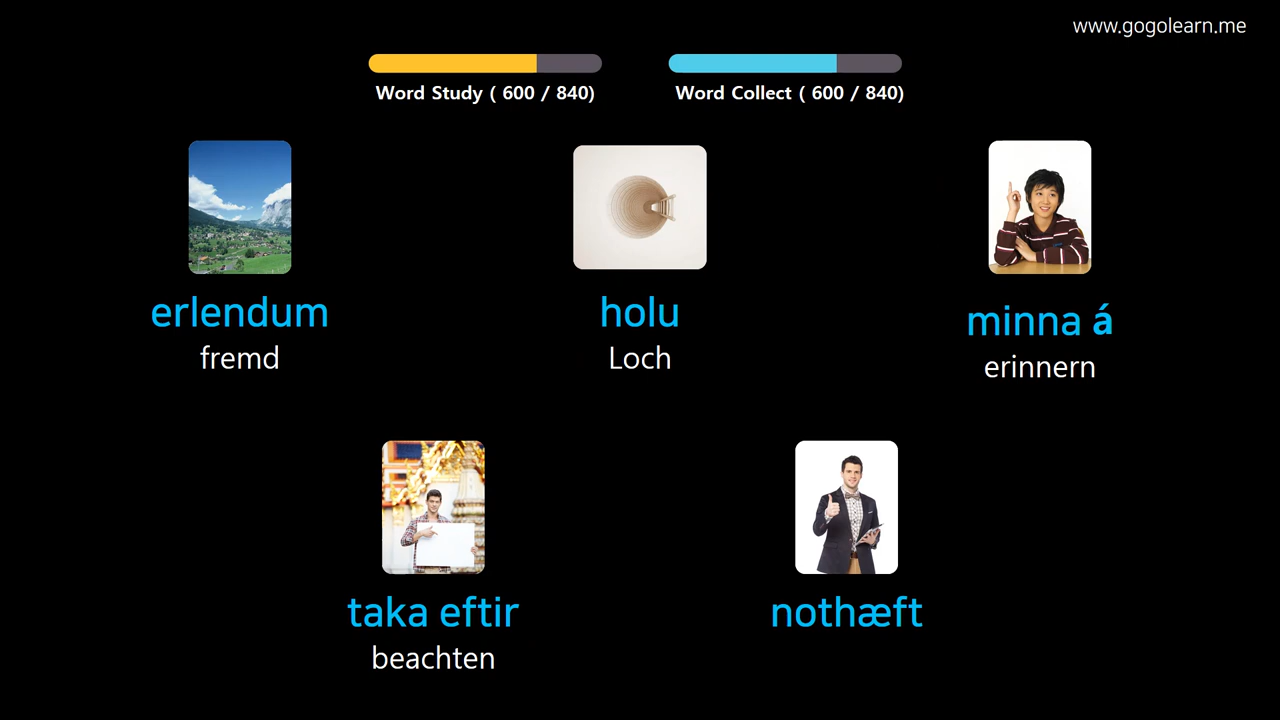 www.gogolearn.me
Word Study ( 600 / 840)
Word Collect ( 600 / 840)
erlendum
fremd
holu
Loch
minna á
erinnern
taka eftir
beachten
nothæft